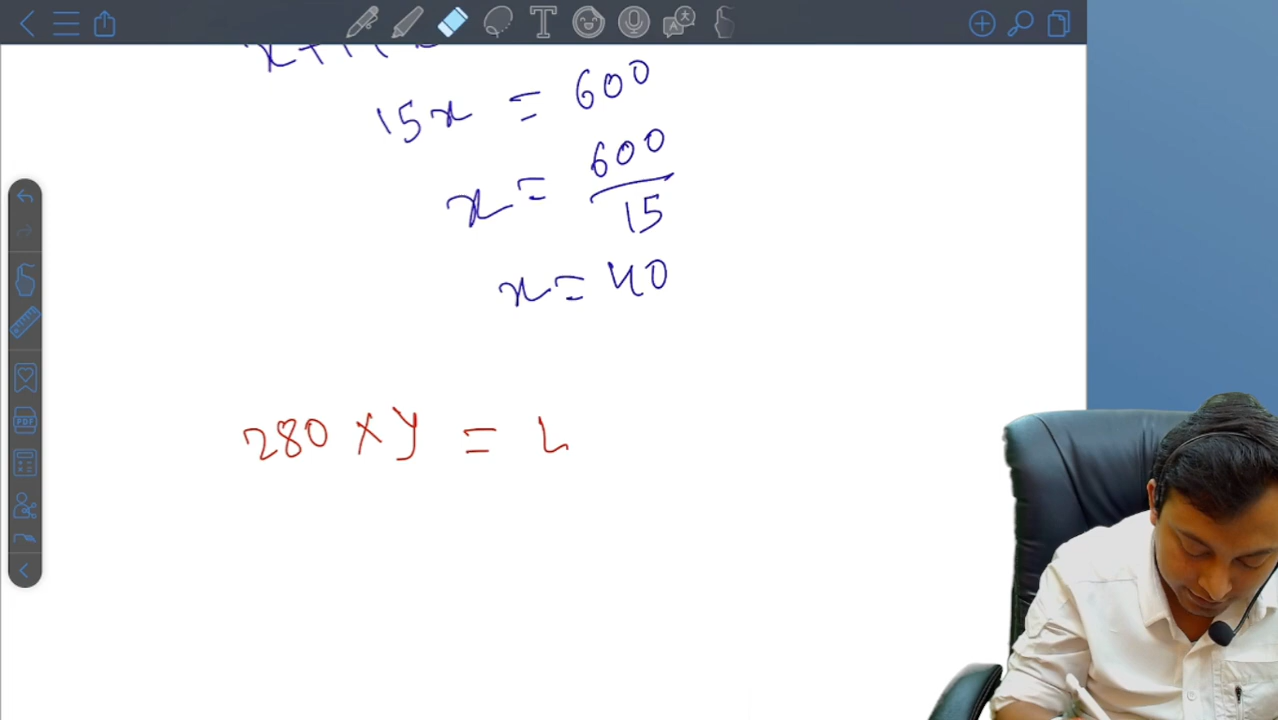 15x = 600
x = 600/15
x = 40
280 x y = L